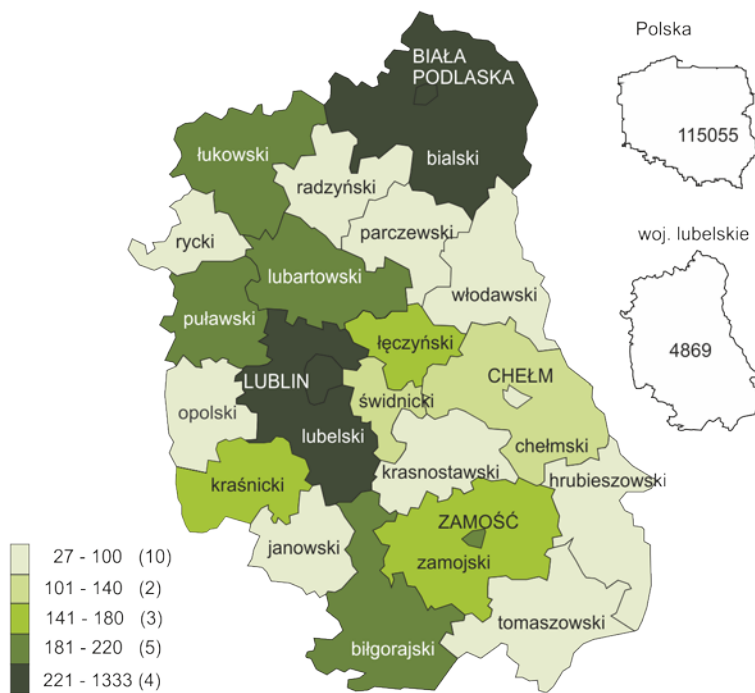 Polska
115055
BIAŁA
PODLASKA
łukowski
bialski
radzyński
rycki
parczewski
woj. lubelskie
4869
lubartowski
włodawski
puławski
łęczyński
LUBLIN
CHEŁM
świdnicki
opolski
lubelski
chełmski
krasnostawski
hrubieszowski
kraśnicki
ZAMOŚĆ
janowski
zamojski
tomaszowski
biłgorajski
27 - 100 (10)
101 - 140 (2)
141 - 180 (3)
181 - 220 (5)
221 - 1333 (4)